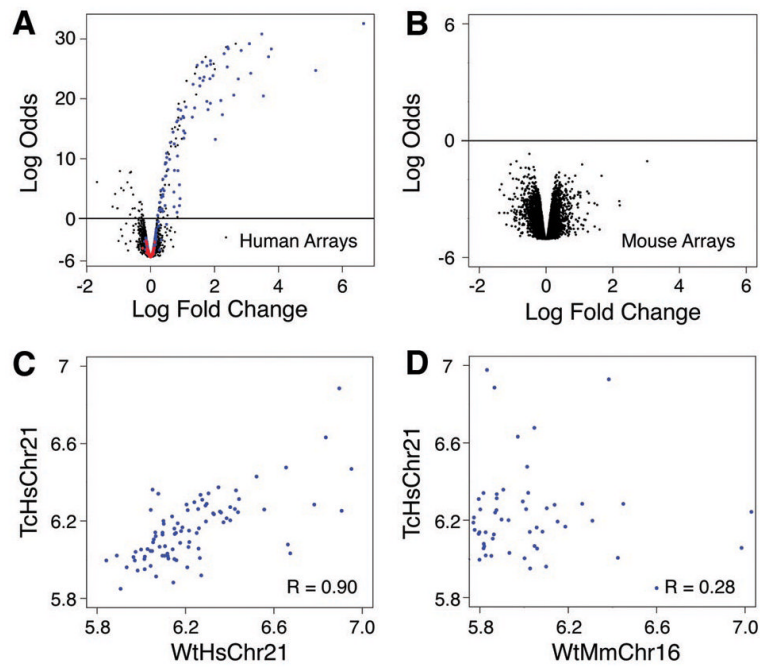 A
B
30
20
10
0
-6
Log Odds
Human Arrays
-2
0
2
4
6
Log Fold Change
6
0
-6
Log Odds
Mouse Arrays
-2
0
2
4
6
Log Fold Change
C
D
7
6.6
6.2
5.8
TcHsChr21
R = 0.90
5.8
6.2
6.6
7.0
WtHsChr21
7
6.6
6.2
5.8
TcHsChr21
R = 0.28
5.8
6.2
6.6
7.0
WtMmChr16